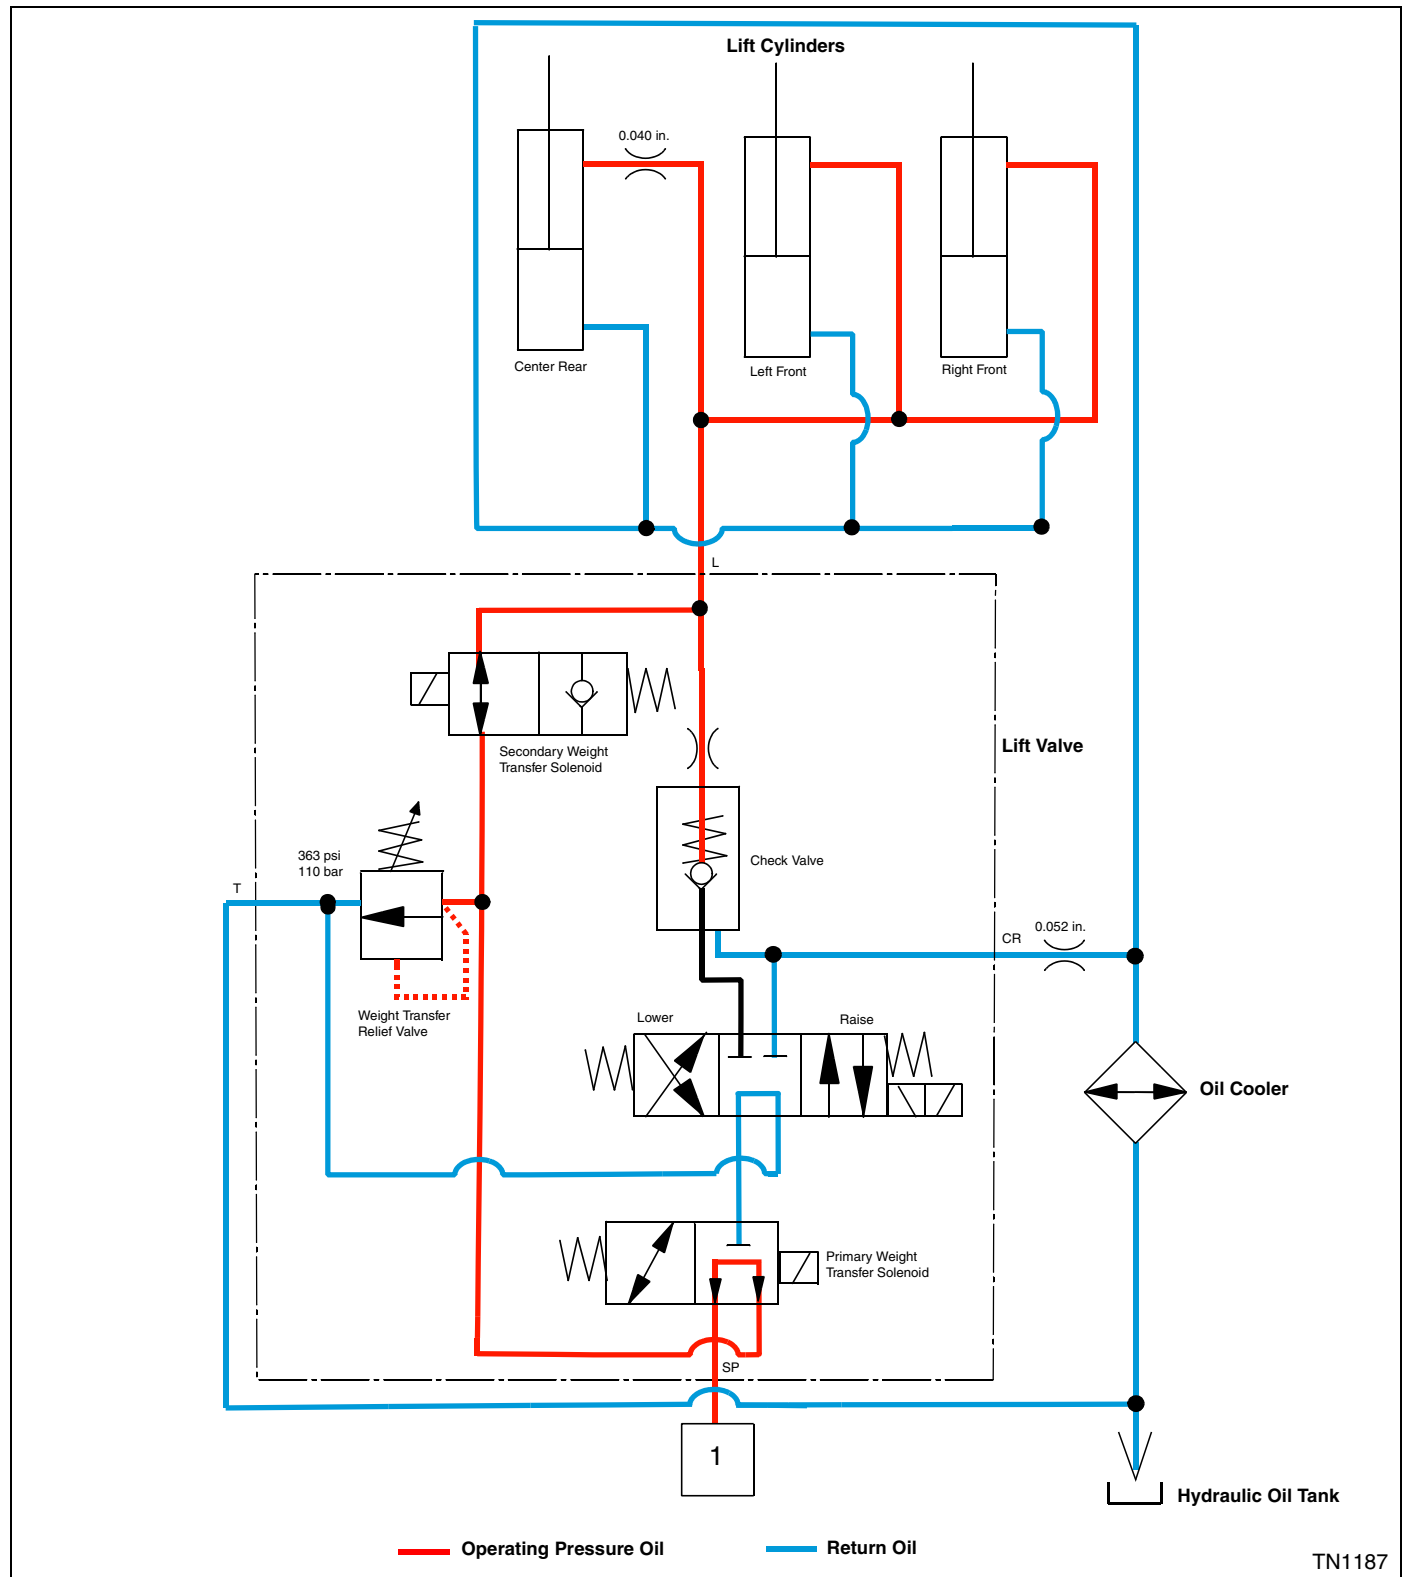 Lift Cylinders
0.040 in.
Center Rear
Left Front
Right Front
L
Secondary Weight
Transfer Solenoid
Lift Valve
363 psi
110 bar
Check Valve
T
CR
0.052 in.
Weight Transfer
Relief Valve
Lower
Raise
Oil Cooler
Primary Weight
Transfer Solenoid
SP
1
Hydraulic Oil Tank
Operating Pressure Oil
Return Oil
TN1187